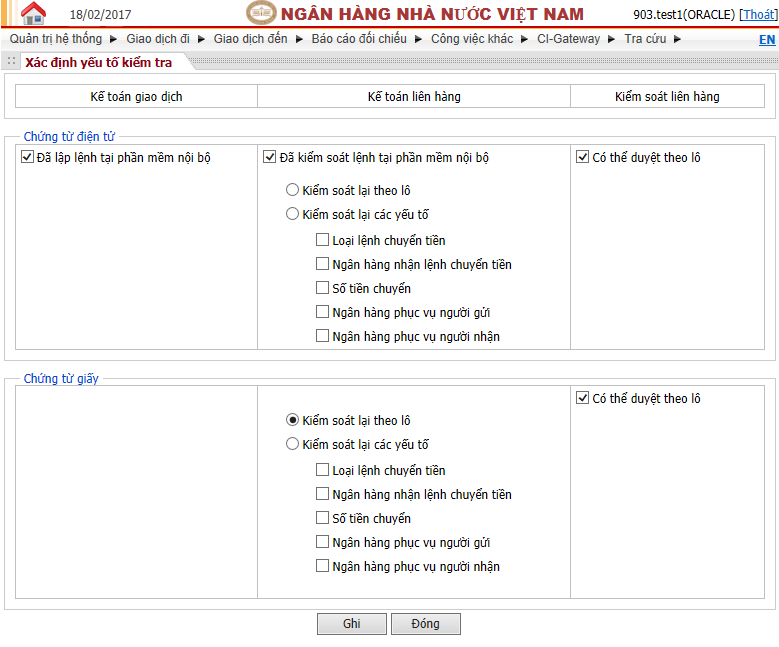 18/02/2017
NGÂN HÀNG NHÀ NƯỚC VIỆT NAM
903.test1(ORACLE) [Thoát]
Quản trị hệ thống Giao dịch đi Giao dịch đến Báo cáo đối chiếu Công việc khác CI-Gateway Tra cứu EN
Xác định yếu tố kiểm tra
Kế toán giao dịch Kế toán liên hàng Kiểm soát liên hàng
Chứng từ điện tử
Đã lập lệnh tại phần mềm nội bộ Đã kiểm soát lệnh tại phần mềm nội bộ Có thể duyệt theo lô
Kiểm soát lại theo lô
Kiểm soát lại các yếu tố
Loại lệnh chuyển tiền
Ngân hàng nhận lệnh chuyển tiền
Số tiền chuyển
Ngân hàng phục vụ người gửi
Ngân hàng phục vụ người nhận
Chứng từ giấy
Có thể duyệt theo lô
Kiểm soát lại theo lô
Kiểm soát lại các yếu tố
Loại lệnh chuyển tiền
Ngân hàng nhận lệnh chuyển tiền
Số tiền chuyển
Ngân hàng phục vụ người gửi
Ngân hàng phục vụ người nhận
Ghi Đóng